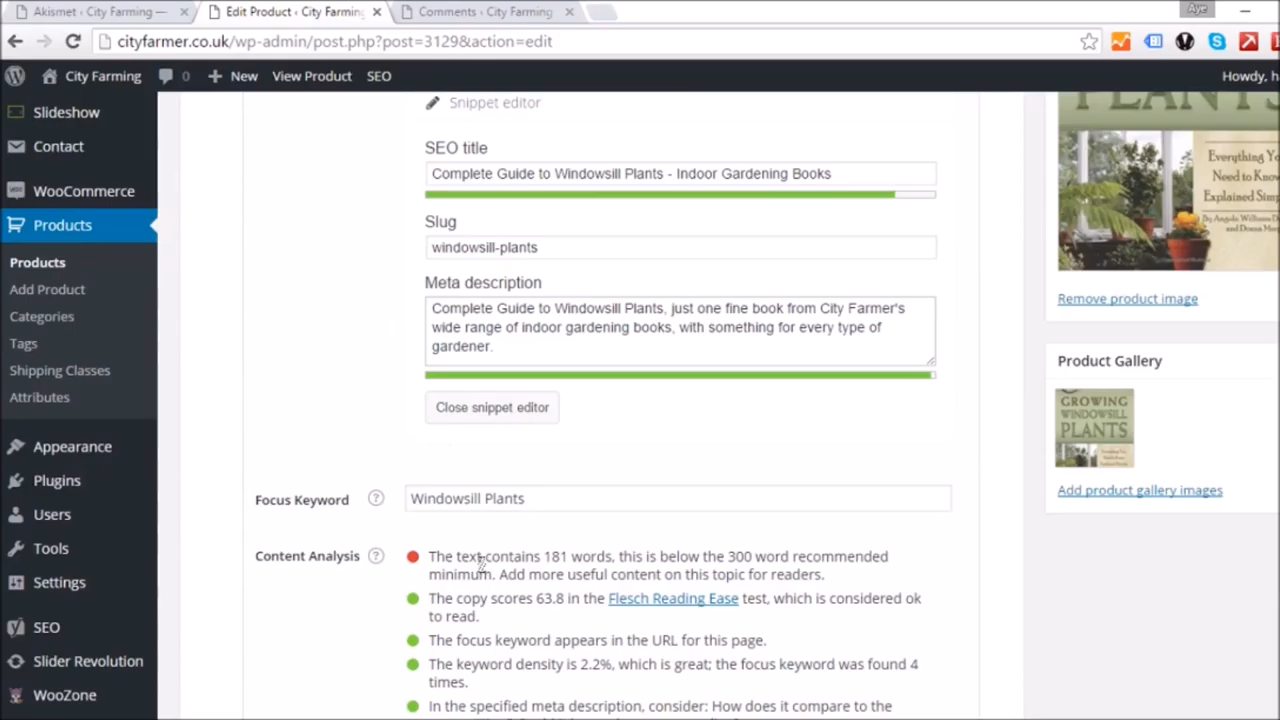 Akismet ‹ City Farming —
Edit Product ‹ City Farming
Comments ‹ City Farming
Aye
cityfarmer.co.uk/wp-admin/post.php?post=3129&action=edit
City Farming
0
New
View Product
SEO
Howdy, h
Slideshow
Contact
WooCommerce
Products
Products
Add Product
Categories
Tags
Shipping Classes
Attributes
Appearance
Plugins
Users
Tools
Settings
SEO
Slider Revolution
WooZone
Snippet editor
SEO title
Complete Guide to Windowsill Plants - Indoor Gardening Books
Slug
windowsill-plants
Meta description
Complete Guide to Windowsill Plants, just one fine book from City Farmer's
wide range of indoor gardening books, with something for every type of
gardener.
Close snippet editor
Focus Keyword
Windowsill Plants
Content Analysis
The text contains 181 words, this is below the 300 word recommended
minimum. Add more useful content on this topic for readers.
The copy scores 63.8 in the Flesch Reading Ease test, which is considered ok
to read.
The focus keyword appears in the URL for this page.
The keyword density is 2.2%, which is great; the focus keyword was found 4
times.
In the specified meta description, consider: How does it compare to the
PLANTS
Everything Yo
Need to Know
Explained Simp
Remove product image
Product Gallery
GROWING
WINDOWSILL
PLANTS
Add product gallery images